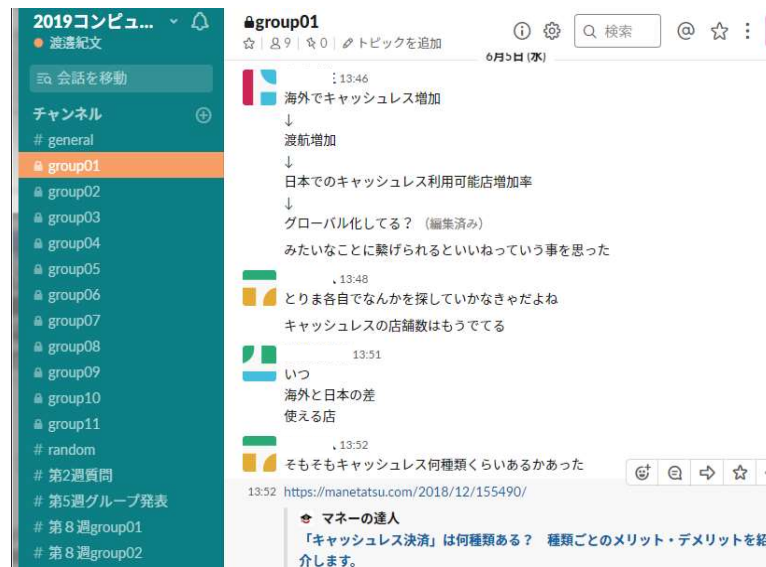 2019コンピュ...
渡邊紀文
会話を移動
チャンネル
# general
group01
group02
group03
group04
group05
group06
group07
group08
group09
group10
group11
# random
# 第2週質問
# 第5週グループ発表
# 第８週group01
# 第８週group02
group01
9 | 0 | トピックを追加
検索
6月5日 (水)
13:46
海外でキャッシュレス増加
↓
渡航増加
↓
日本でのキャッシュレス利用可能店増加率
↓
グローバル化してる？ （編集済み）
みたいなことに繋げられるといいねっていう事を思った
13:48
とりま各自でなんかを探していかなきゃだよね
キャッシュレスの店舗数はもうでてる
13:51
いつ
海外と日本の差
使える店
13:52
そもそもキャッシュレス何種類くらいあるかあった
13:52 https://manetatsu.com/2018/12/155490/
マネーの達人
「キャッシュレス決済」は何種類ある？ 種類ごとのメリット・デメリットを紹
介します。